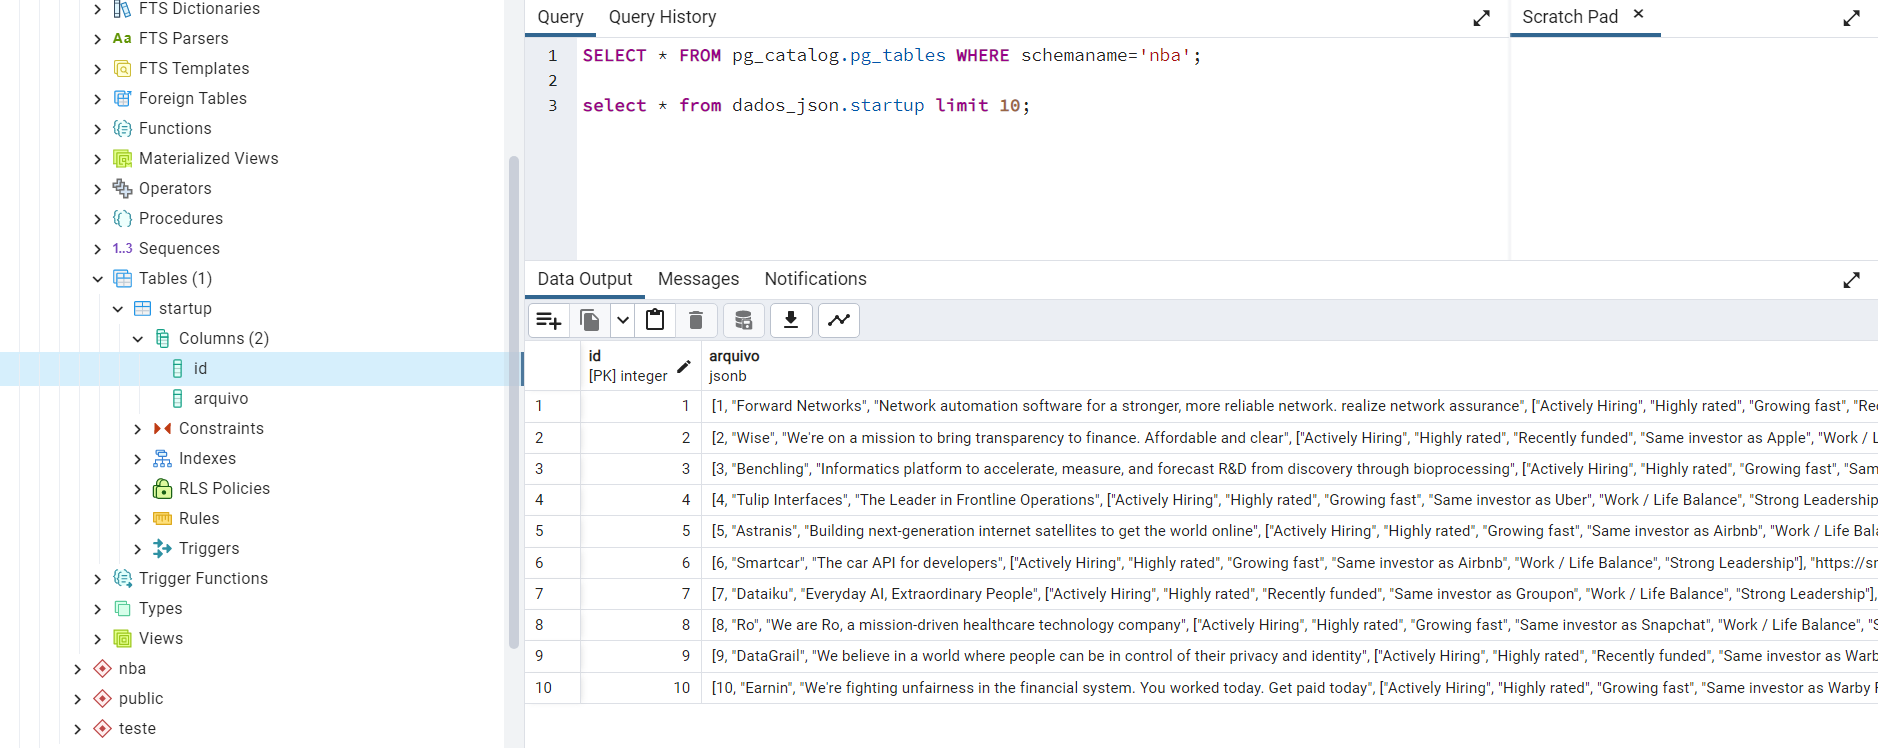 FTS Dictionaries
Aa FTS Parsers
FTS Templates
Foreign Tables
Functions
Materialized Views
Operators
Procedures
1..3 Sequences
Tables (1)
startup
Columns (2)
id
arquivo
Constraints
Indexes
RLS Policies
Rules
Triggers
Trigger Functions
Types
Views
nba
public
teste
Query Query History
Scratch Pad
1 SELECT * FROM pg_catalog.pg_tables WHERE schemaname='nba';
2
3 select * from dados_json.startup limit 10;
Data Output Messages Notifications
id arquivo
[PK] integer jsonb
1 1 [1, "Forward Networks", "Network automation software for a stronger, more reliable network. realize network assurance", ["Actively Hiring", "Highly rated", "Growing fast", "Rec
2 2 [2, "Wise", "We're on a mission to bring transparency to finance. Affordable and clear", ["Actively Hiring", "Highly rated", "Recently funded", "Same investor as Apple", "Work / L
3 3 [3, "Benchling", "Informatics platform to accelerate, measure, and forecast R&D from discovery through bioprocessing", ["Actively Hiring", "Highly rated", "Growing fast", "Sam
4 4 [4, "Tulip Interfaces", "The Leader in Frontline Operations", ["Actively Hiring", "Highly rated", "Growing fast", "Same investor as Uber", "Work / Life Balance", "Strong Leadership
5 5 [5, "Astranis", "Building next-generation internet satellites to get the world online", ["Actively Hiring", "Highly rated", "Growing fast", "Same investor as Airbnb", "Work / Life Bala
6 6 [6, "Smartcar", "The car API for developers", ["Actively Hiring", "Highly rated", "Growing fast", "Same investor as Airbnb", "Work / Life Balance", "Strong Leadership"], "https://sm
7 7 [7, "Dataiku", "Everyday AI, Extraordinary People", ["Actively Hiring", "Highly rated", "Recently funded", "Same investor as Groupon", "Work / Life Balance", "Strong Leadership"],
8 8 [8, "Ro", "We are Ro, a mission-driven healthcare technology company", ["Actively Hiring", "Highly rated", "Growing fast", "Same investor as Snapchat", "Work / Life Balance", "S
9 9 [9, "DataGrail", "We believe in a world where people can be in control of their privacy and identity", ["Actively Hiring", "Highly rated", "Recently funded", "Same investor as Warb
10 10 [10, "Earnin", "We're fighting unfairness in the financial system. You worked today. Get paid today", ["Actively Hiring", "Highly rated", "Growing fast", "Same investor as Warby